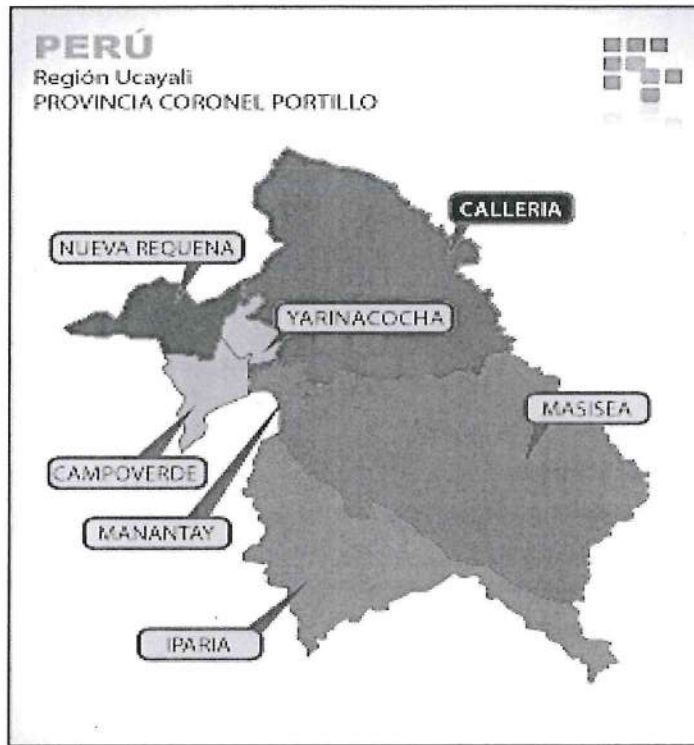 PERÚ
Región Ucayali
PROVINCIA CORONEL PORTILLO
CALLERIA
NUEVA REQUENA
YARINACOCHA
MASISEA
CAMPOVERDE
MANANTAY
IPARIA